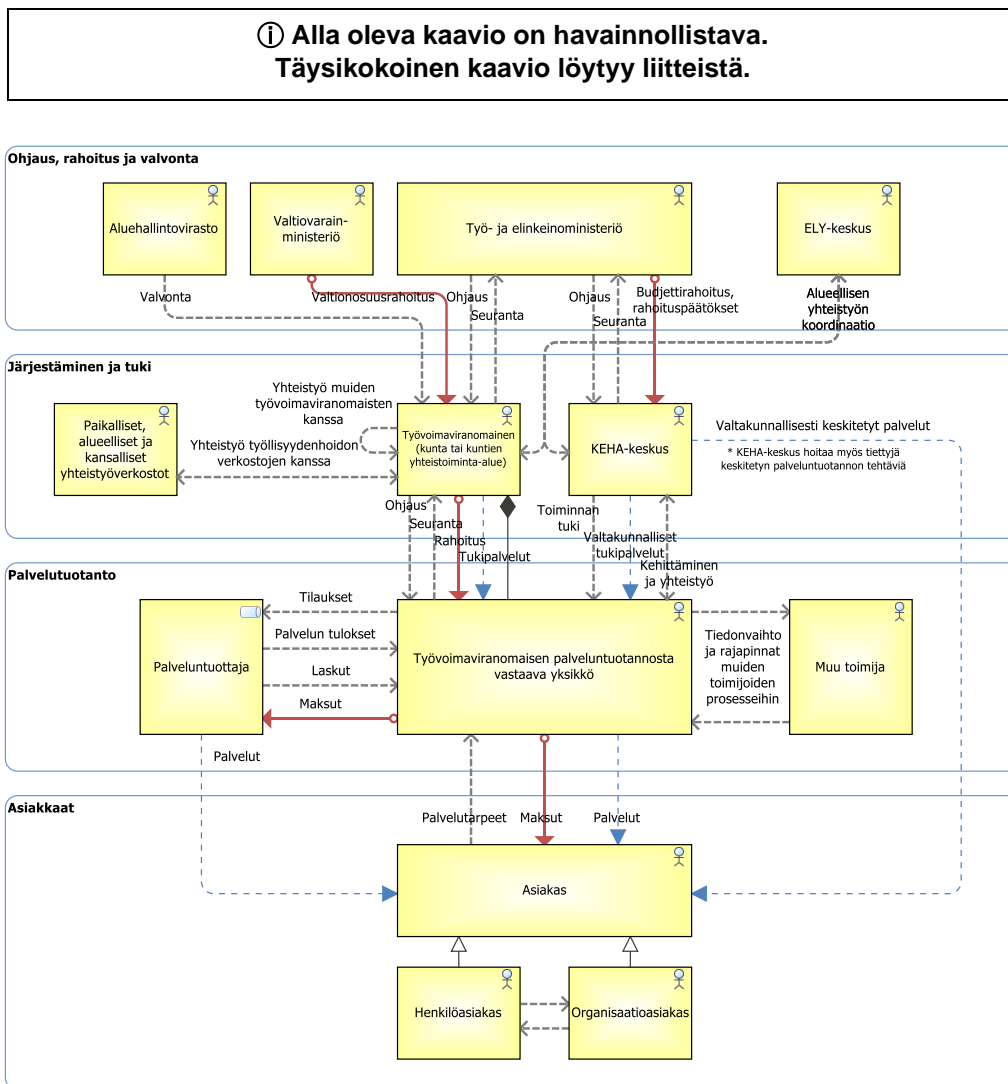 ⓘ Alla oleva kaavio on havainnollistava.
Täysikokoinen kaavio löytyy liitteistä.
Ohjaus, rahoitus ja valvonta
Aluehallintovirasto
Valtiovarain-
ministeriö
Työ- ja elinkeinoministeriö
ELY-keskus
Valvonta
Valtionosuusrahoitus
Ohjaus
Seuranta
Ohjaus
Seuranta
Budjettirahoitus,
rahoituspäätökset
Alueellisen
yhteistyön
koordinaatio
Järjestäminen ja tuki
Yhteistyö muiden
työvoimaviranomaisten
kanssa
Paikalliset,
alueelliset ja
kansalliset
yhteistyöverkostot
Yhteistyö työllisyydenhoidon
verkostojen kanssa
Työvoimaviranomainen
(kunta tai kuntien
yhteistoiminta-alue)
KEHA-keskus
Valtakunnallisesti keskitetyt palvelut
* KEHA-keskus hoitaa myös tiettyjä
keskitetyn palveluntuotannon tehtäviä
Ohjaus
Seuranta
Rahoitus
Tukipalvelut
Toiminnan
tuki
Valtakunnalliset
tukipalvelut
Kehittäminen
ja yhteistyö
Palvelutuotanto
Palveluntuottaja
Tilaukset
Palvelun tulokset
Laskut
Maksut
Työvoimaviranomaisen palveluntuotannosta
vastaava yksikkö
Tiedonvaihto
ja rajapinnat
muiden
toimijoiden
prosesseihin
Muu toimija
Palvelut
Asiakkaat
Palvelutarpeet
Maksut
Palvelut
Asiakas
Henkilöasiakas
Organisaatioasiakas